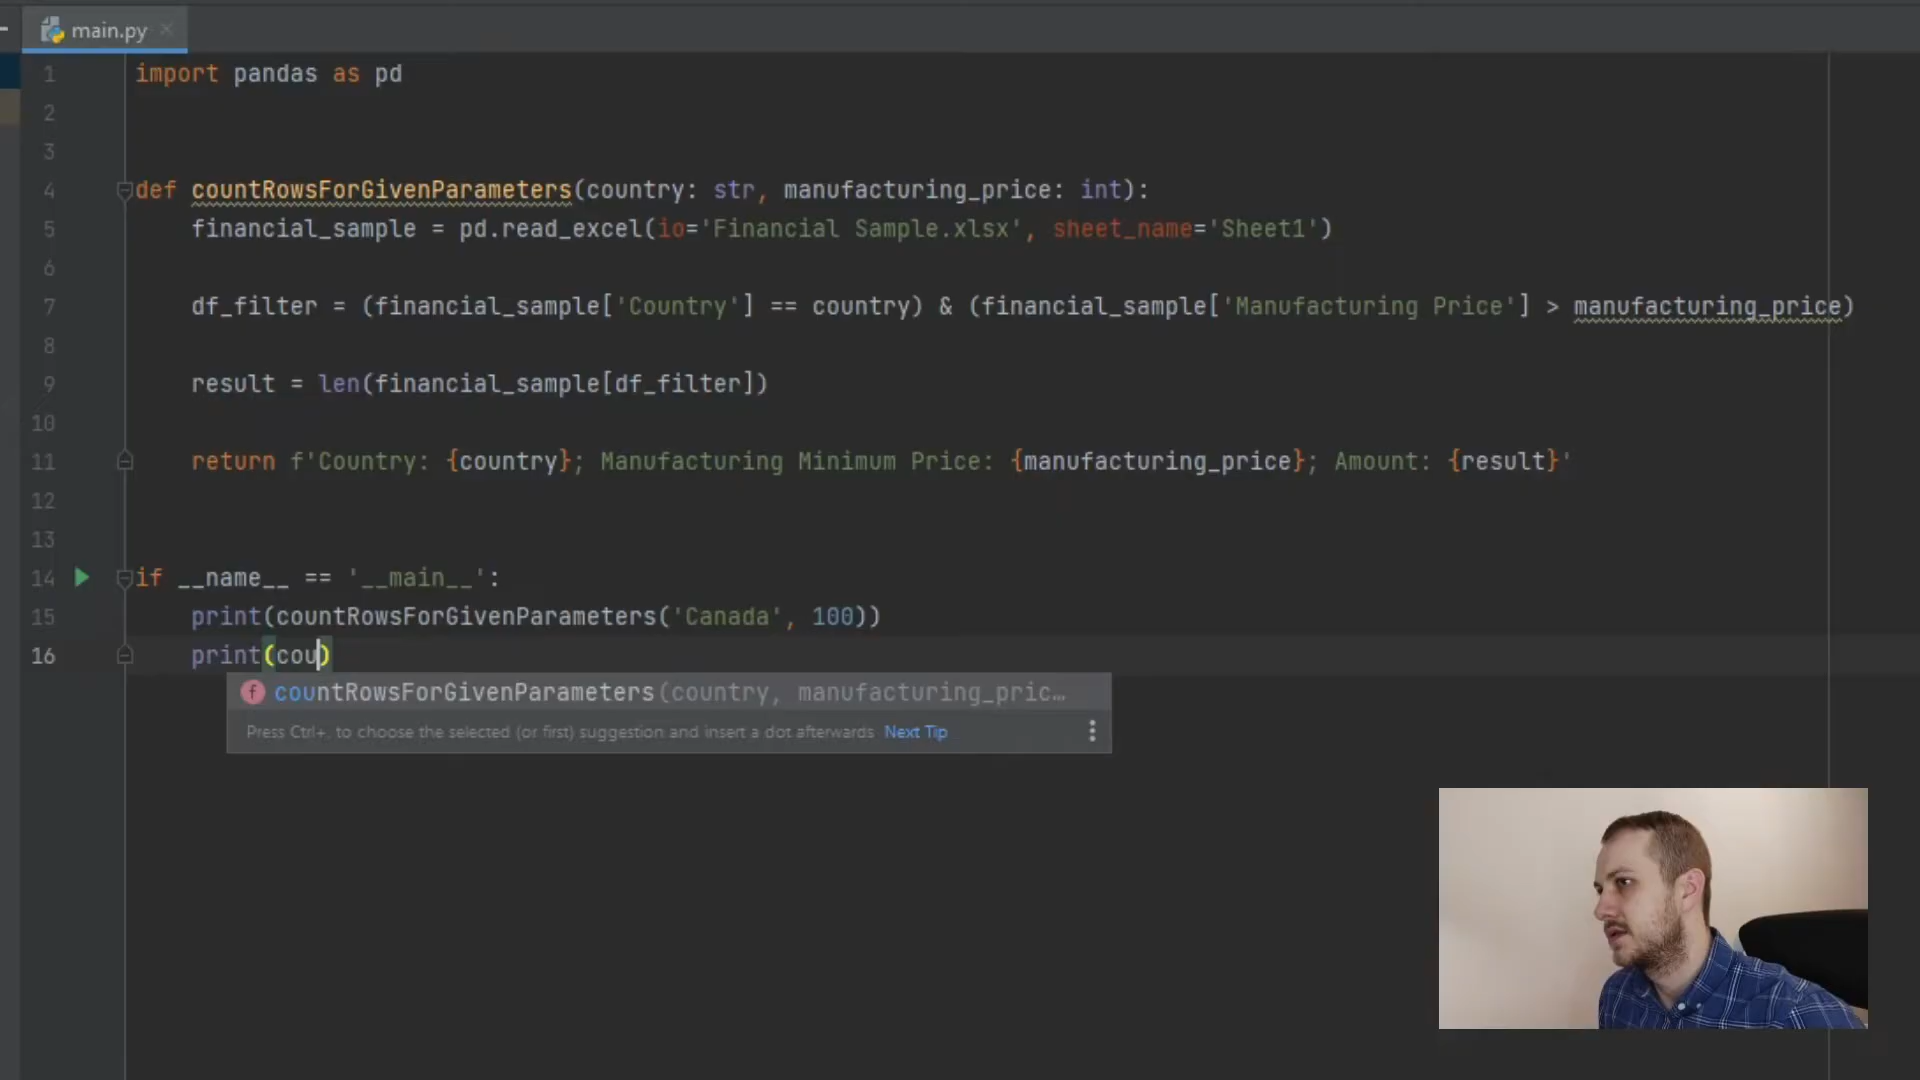 main.py
1 import pandas as pd
2
3
4 def countRowsForGivenParameters(country: str, manufacturing_price: int):
5 financial_sample = pd.read_excel(io='Financial Sample.xlsx', sheet_name='Sheet1')
6
7 df_filter = (financial_sample['Country'] == country) & (financial_sample['Manufacturing Price'] > manufacturing_price)
8
9 result = len(financial_sample[df_filter])
10
11 return f'Country: {country}; Manufacturing Minimum Price: {manufacturing_price}; Amount: {result}'
12
13
14 if __name__ == '__main__':
15 print(countRowsForGivenParameters('Canada', 100))
16 print(cou)
f countRowsForGivenParameters(country, manufacturing_pric…
Press Ctrl+. to choose the selected (or first) suggestion and insert a dot afterwards Next Tip